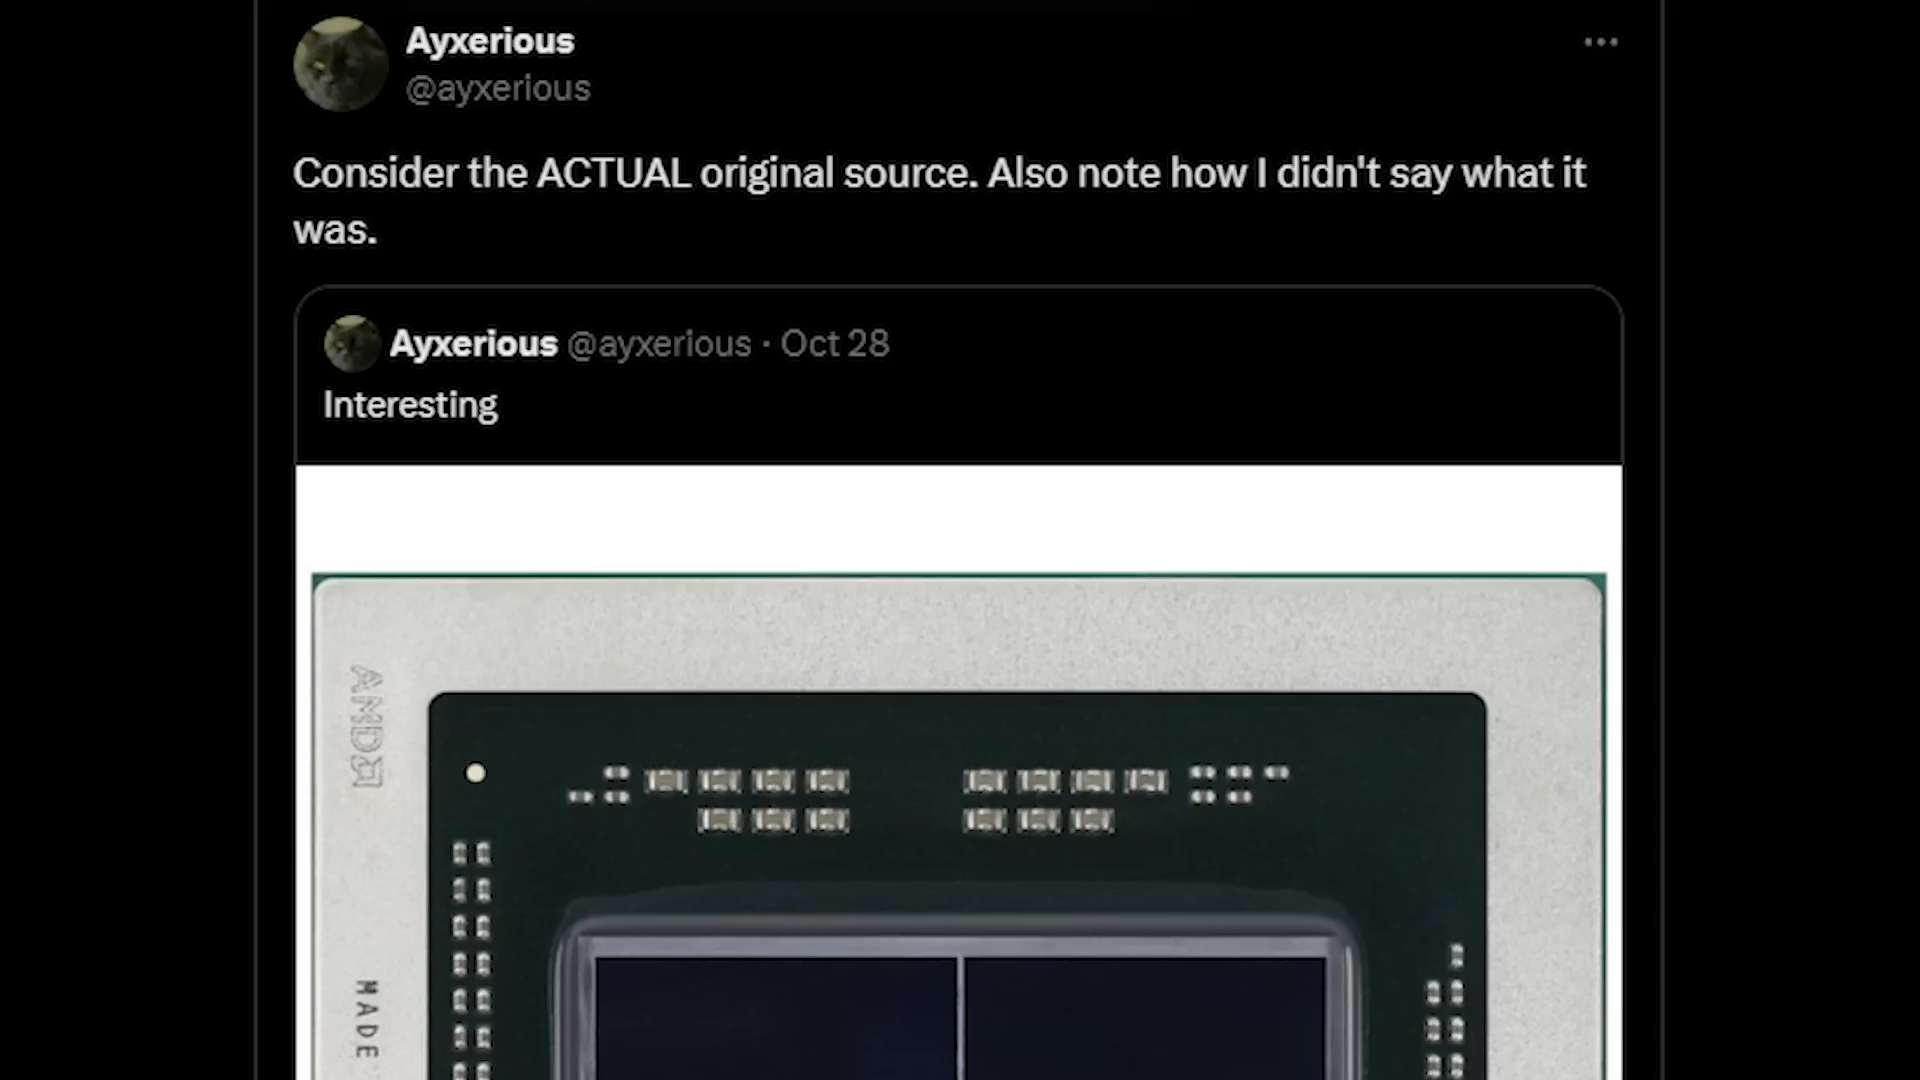 Ayxerious
@ayxerious
Consider the ACTUAL original source. Also note how I didn't say what it
was.
Ayxerious @ayxerious · Oct 28
Interesting
AMD
MADE